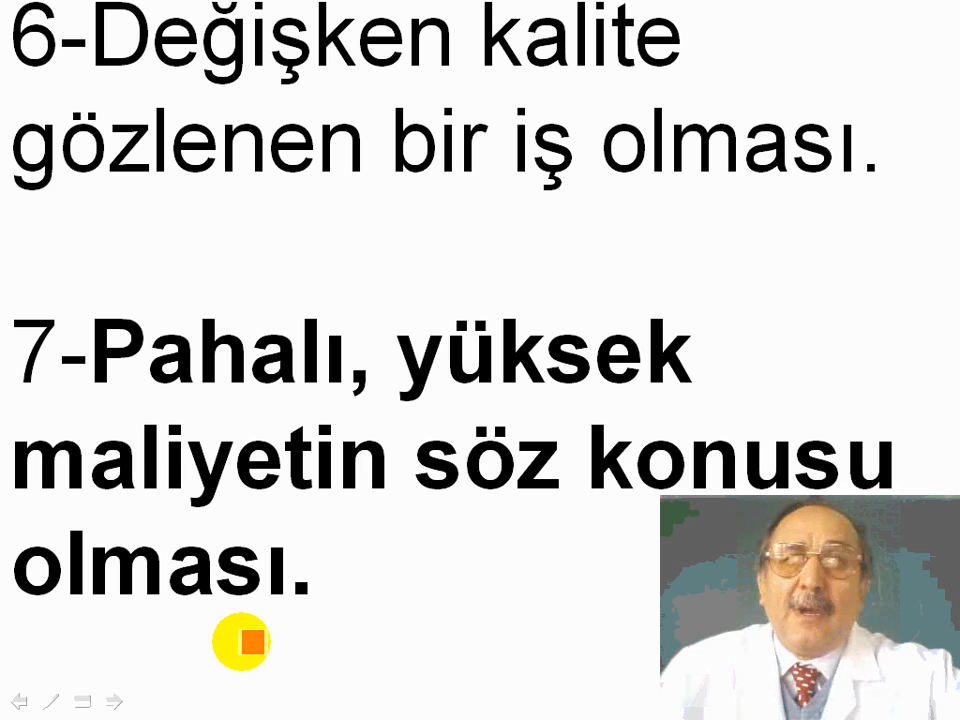 6-Değişken kalite
gözlenen bir iş olması.
7-Pahalı, yüksek
maliyetin söz konusu
olması.